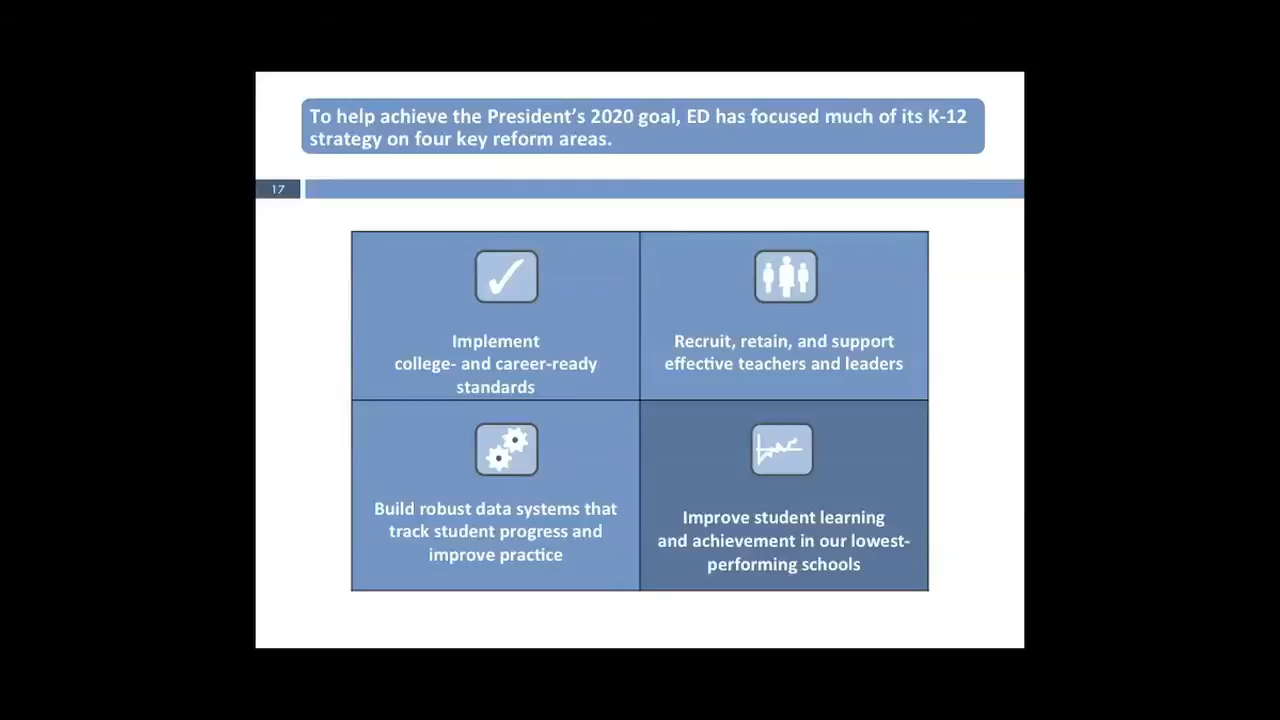 To help achieve the President's 2020 goal, ED has focused much of its K-12
strategy on four key reform areas.
17
Implement
college- and career-ready
standards
Recruit, retain, and support
effective teachers and leaders
Build robust data systems that
track student progress and
improve practice
Improve student learning
and achievement in our lowest-
performing schools